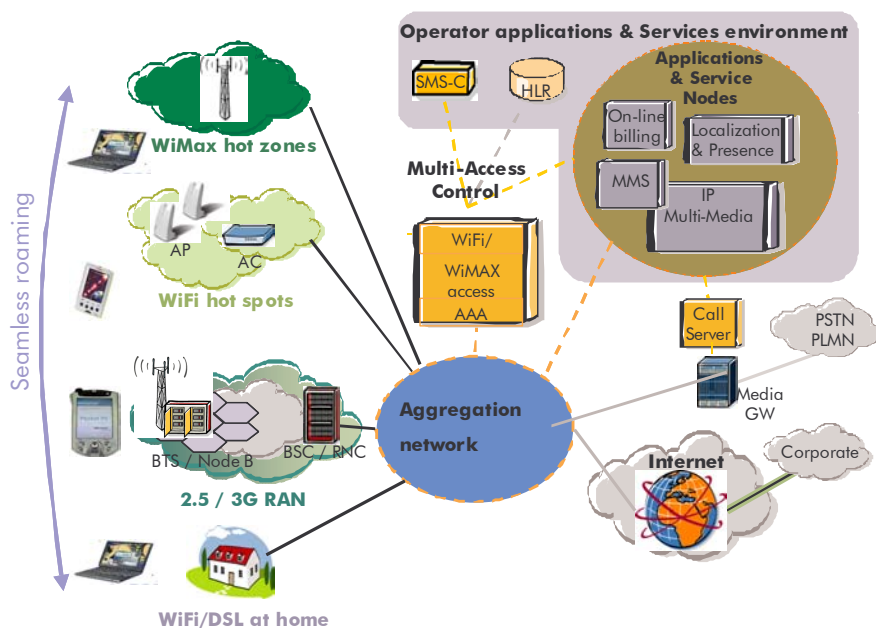 Operator applications & Services environment
Applications
& Service
Nodes
SMS-C
HLR
On-line
billing
Localization
& Presence
MMS
IP
Multi-Media
WiMax hot zones
Multi-Access
Control
AP
AC
WiFi hot spots
WiFi/
WiMAX
access
AAA
Seamless roaming
Call
Server
PSTN
PLMN
Media
GW
Aggregation
network
BTS / Node B
BSC / RNC
2.5 / 3G RAN
Internet
Corporate
WiFi/DSL at home